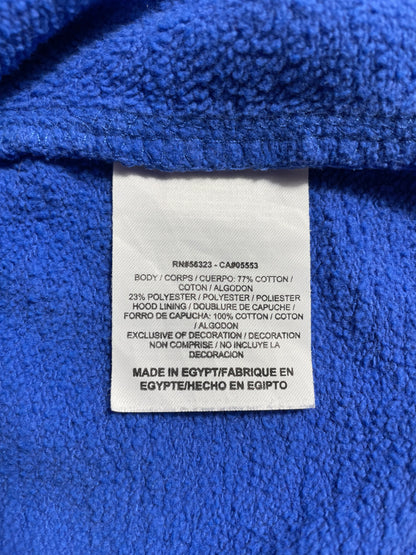 RN#56323 - CA#05553
BODY / CORPS / CUERPO: 77% COTTON /
COTON / ALGODON
23% POLYESTER / POLYESTER / POLIESTER
HOOD LINING / DOUBLURE DE CAPUCHE /
FORRO DE CAPUCHA: 100% COTTON / COTON
/ ALGODON
EXCLUSIVE OF DECORATION / DECORATION
NON COMPRISE / NO INCLUYE LA
DECORACION
MADE IN EGYPT/FABRIQUE EN
EGYPTE/HECHO EN EGIPTO